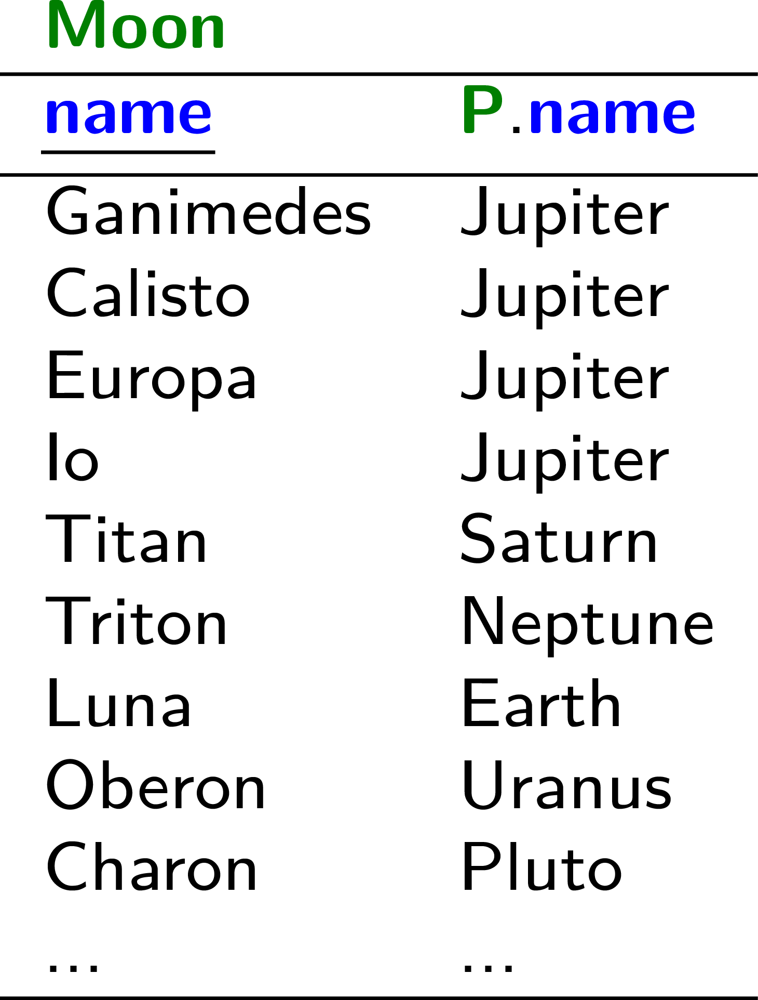 Moon
name P.name
Ganimedes Jupiter
Calisto Jupiter
Europa Jupiter
Io Jupiter
Titan Saturn
Triton Neptune
Luna Earth
Oberon Uranus
Charon Pluto
... ...